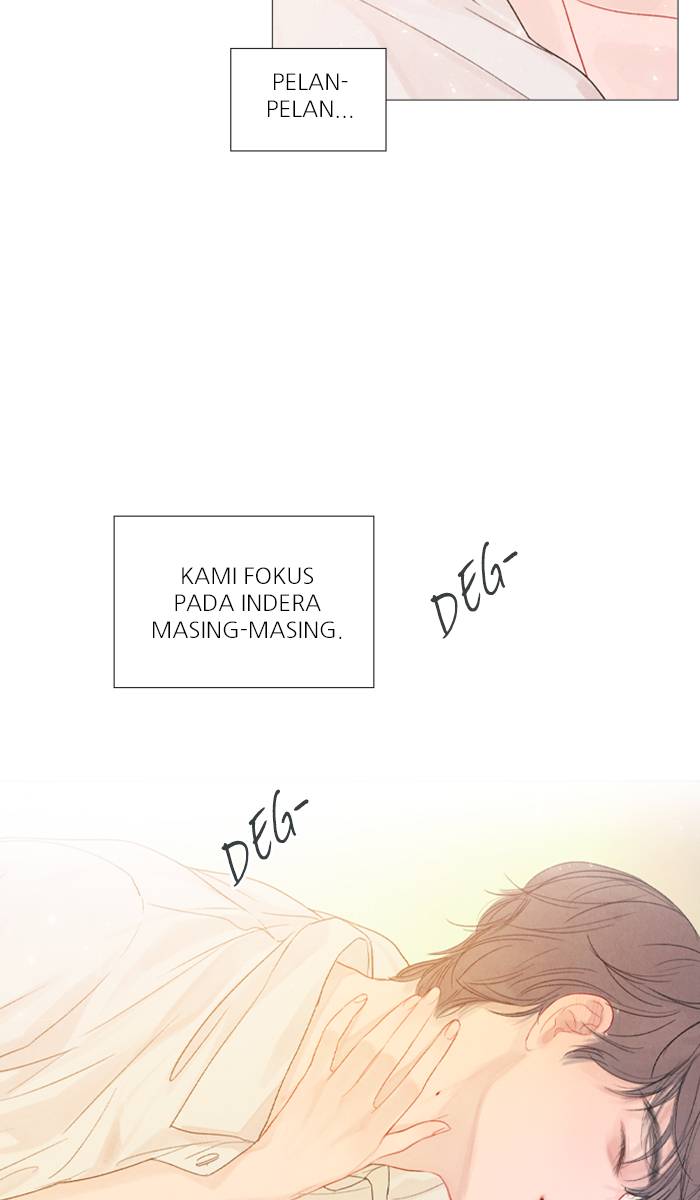 PELAN-
PELAN...
KAMI FOKUS
PADA INDERA
MASING-MASING.
DEG-
DEG-